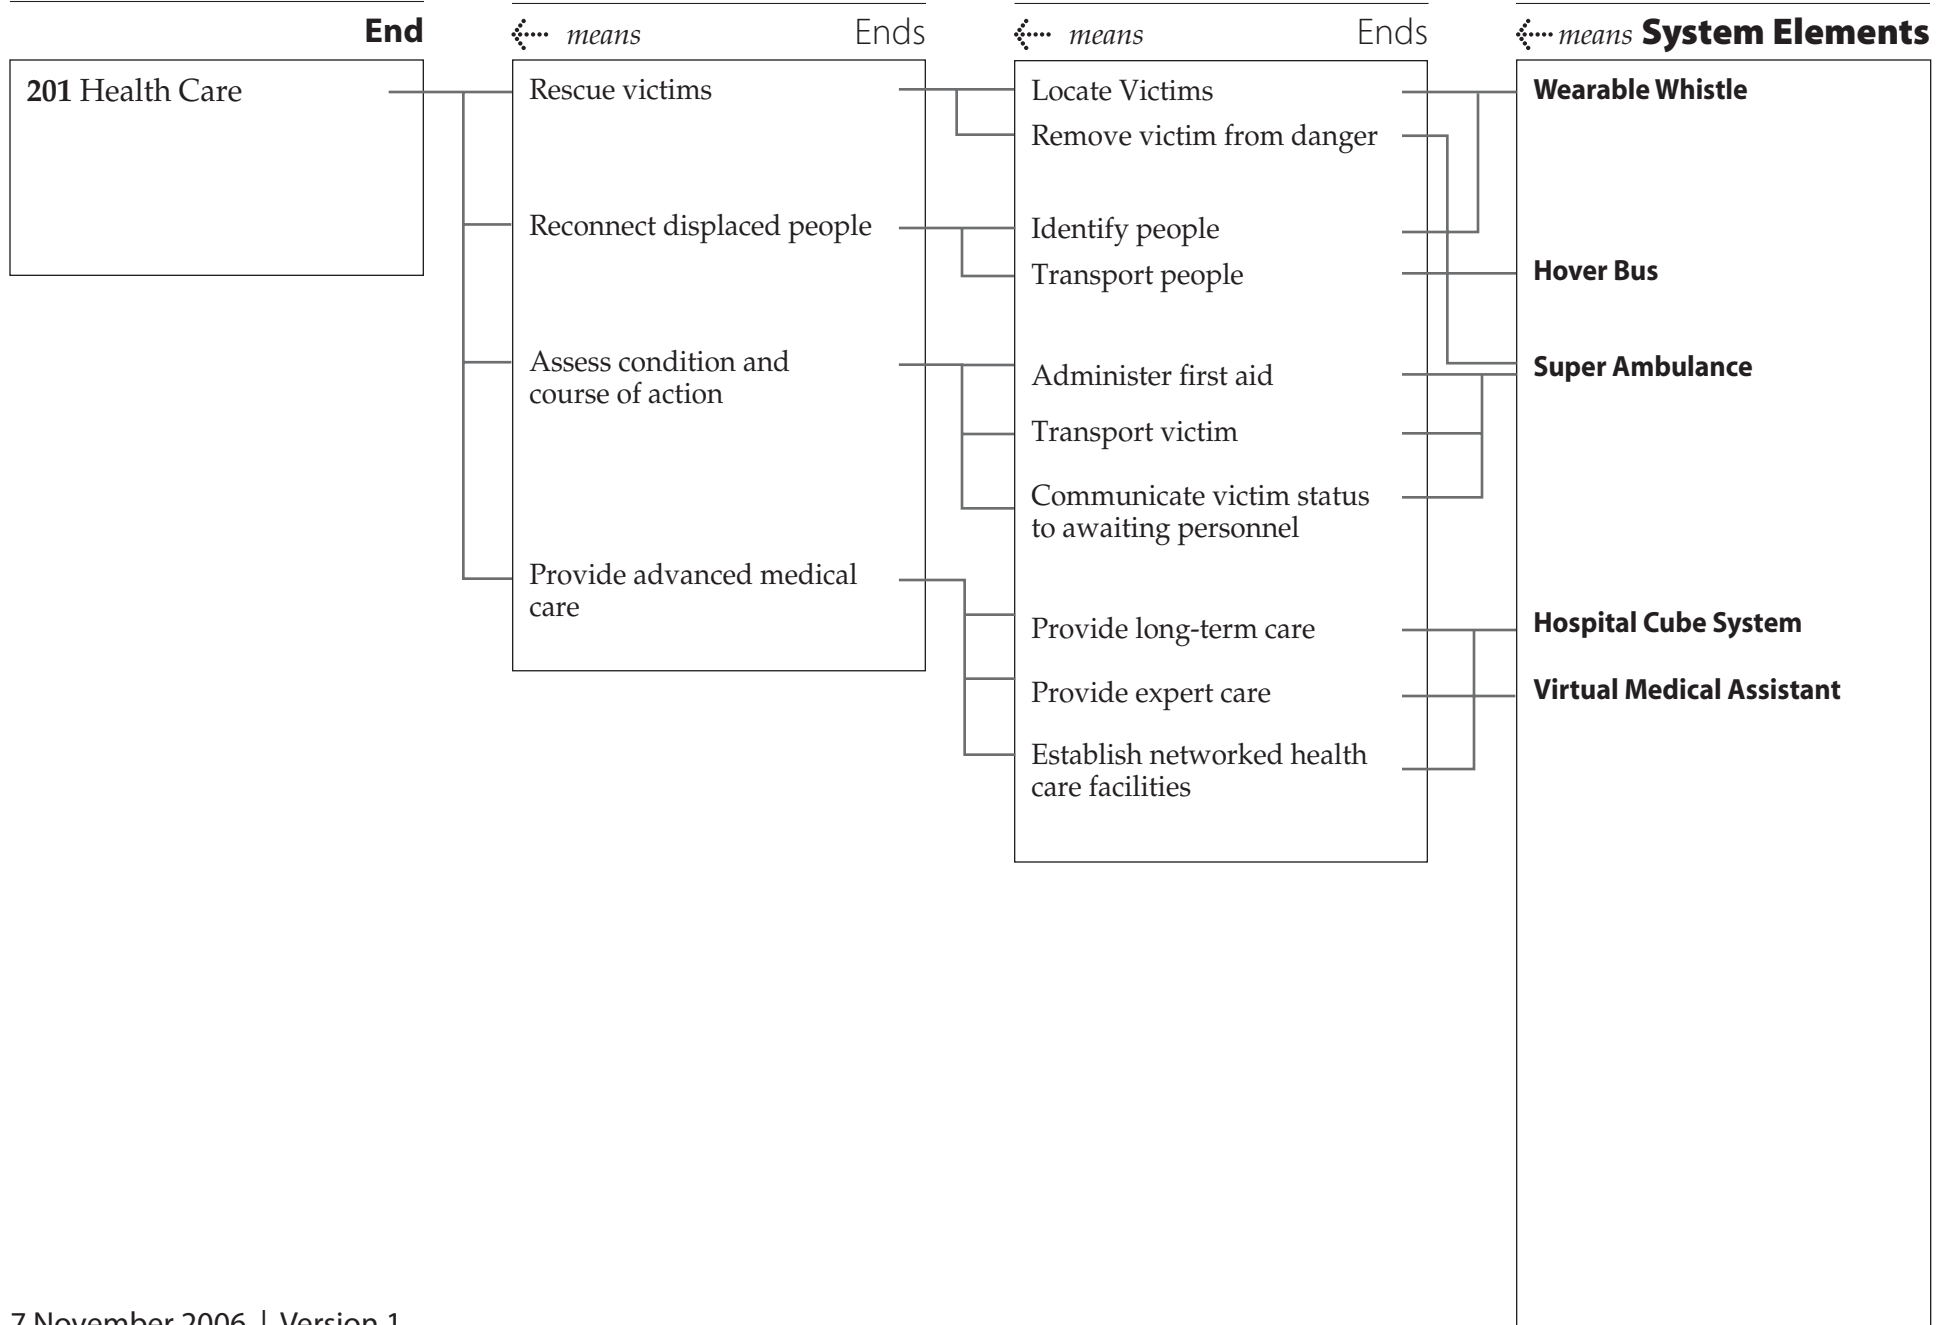 End
means Ends
means Ends
means System Elements
201 Health Care
Rescue victims
Reconnect displaced people
Assess condition and
course of action
Provide advanced medical
care
Locate Victims
Remove victim from danger
Identify people
Transport people
Administer first aid
Transport victim
Communicate victim status
to awaiting personnel
Provide long-term care
Provide expert care
Establish networked health
care facilities
Wearable Whistle
Hover Bus
Super Ambulance
Hospital Cube System
Virtual Medical Assistant
7 November 2006 | Version 1